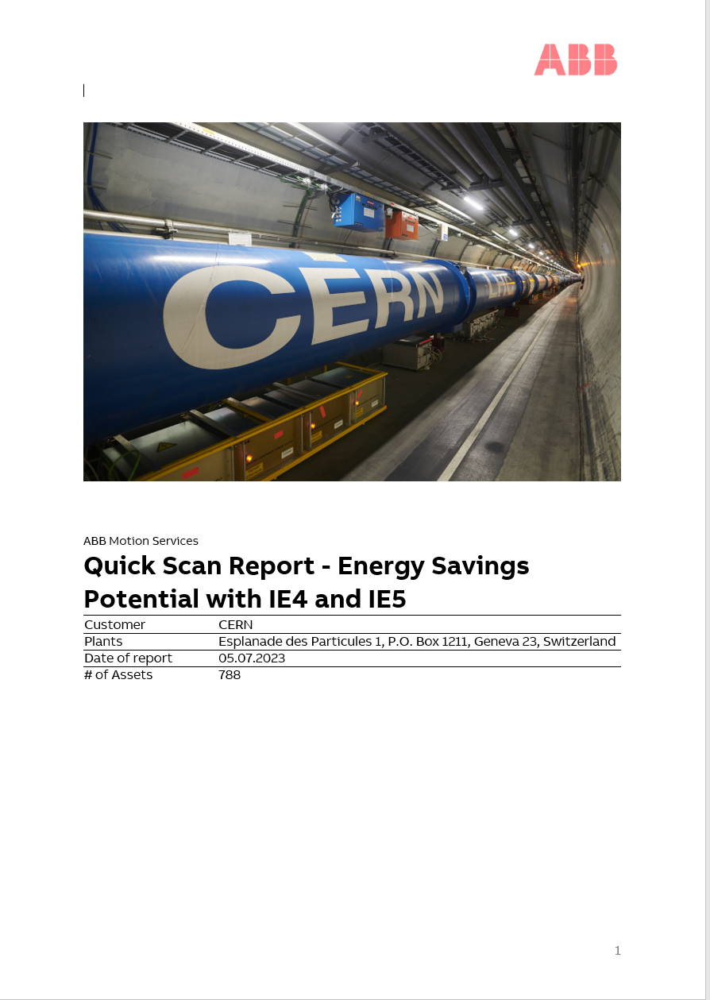 ABB
CERN
LHC
ABB Motion Services
Quick Scan Report - Energy Savings
Potential with IE4 and IE5
Customer CERN
Plants Esplanade des Particules 1, P.O. Box 1211, Geneva 23, Switzerland
Date of report 05.07.2023
# of Assets 788
1